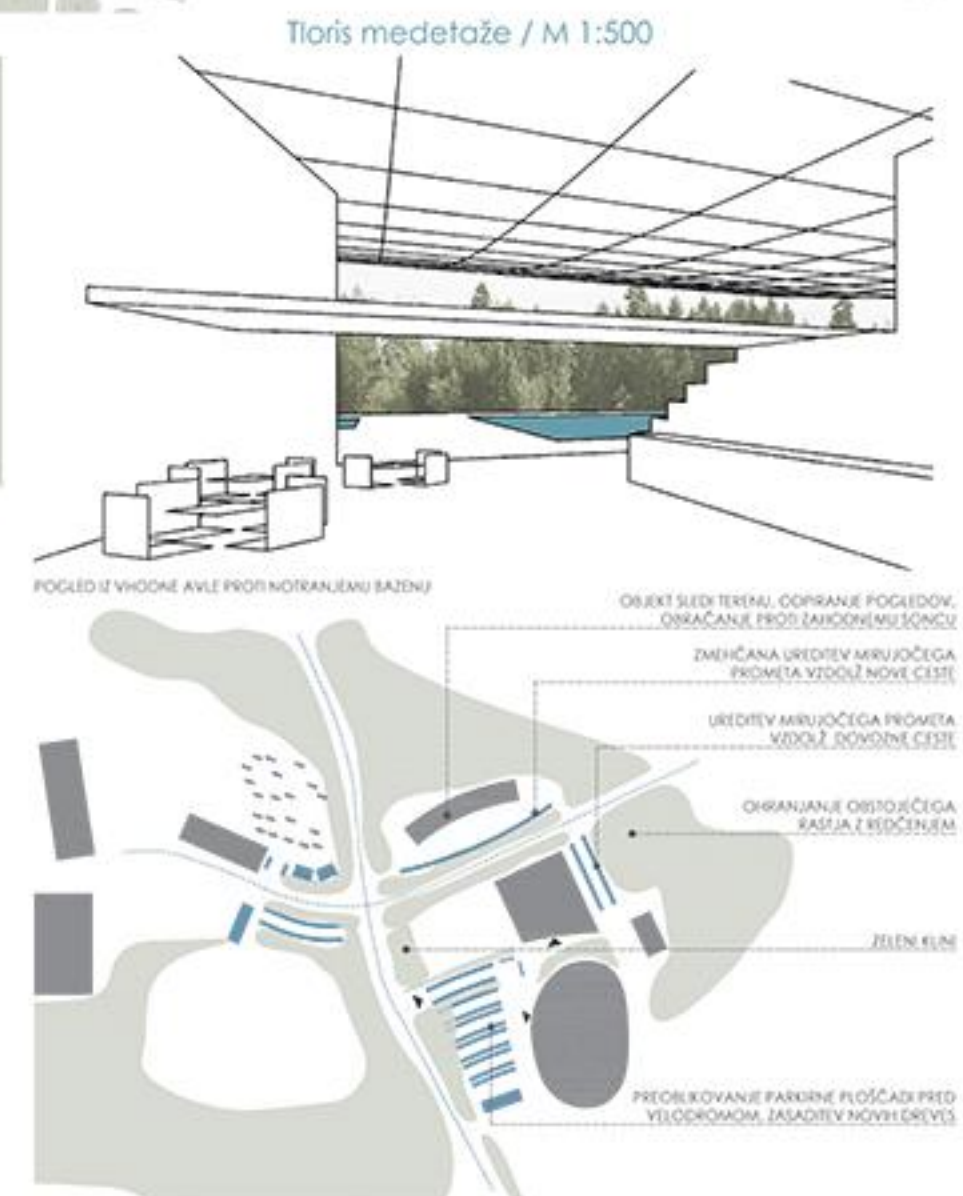 Tloris medetaže / M 1:500
POGLED IZ VHODNE AVLE PROTI NOTRANJEMU BAZENU
OBJEKT SLEDI TERENU, ODPIRANJE POGLEDOV,
OBRAČANJE PROTI ZAHODNEMU SONCU
ZMEHČANA UREDITEV MIRUJOČEGA
PROMETA VZDOLŽ NOVE CESTE
UREDITEV MIRUJOČEGA PROMETA
VZDOLŽ DOVOZNE CESTE
OHRANJANJE OBSTOJEČEGA
RASTJA Z REDČENJEM
ZELENI KLINI
PREOBLIKOVANJE PARKIRNE PLOŠČADI PRED
VELODROMOM, ZASADITEV NOVIH DREVES